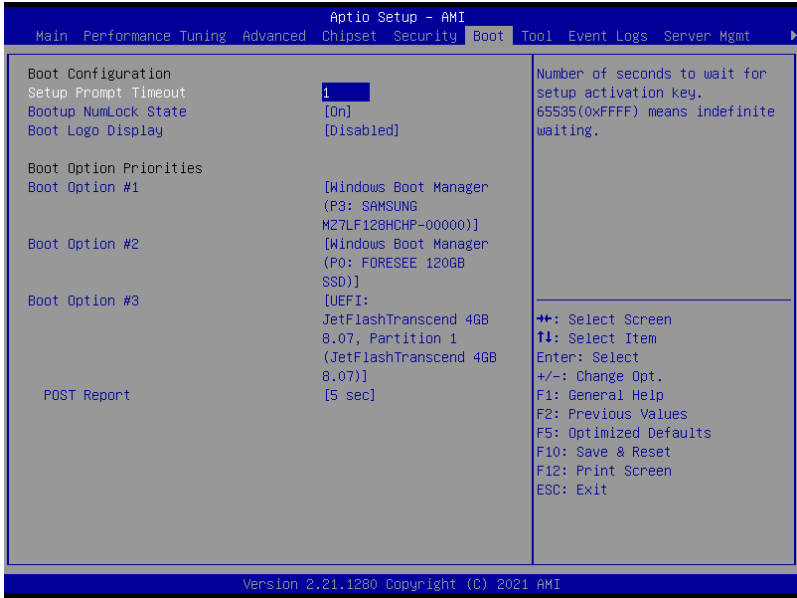 Aptio Setup – AMI
Main Performance Tuning Advanced Chipset Security Boot Tool Event Logs Server Mgmt
Boot Configuration
Setup Prompt Timeout 1
Bootup NumLock State [On]
Boot Logo Display [Disabled]
Boot Option Priorities
Boot Option #1 [Windows Boot Manager
(P3: SAMSUNG
MZ7LF128HCHP-00000)]
Boot Option #2 [Windows Boot Manager
(P0: FORESEE 120GB
SSD)]
Boot Option #3 [UEFI:
JetFlashTranscend 4GB
8.07, Partition 1
(JetFlashTranscend 4GB
8.07)]
POST Report [5 sec]
Number of seconds to wait for
setup activation key.
65535(0xFFFF) means indefinite
waiting.
→←: Select Screen
↑↓: Select Item
Enter: Select
+/-: Change Opt.
F1: General Help
F2: Previous Values
F5: Optimized Defaults
F10: Save & Reset
F12: Print Screen
ESC: Exit
Version 2.21.1280 Copyright (C) 2021 AMI